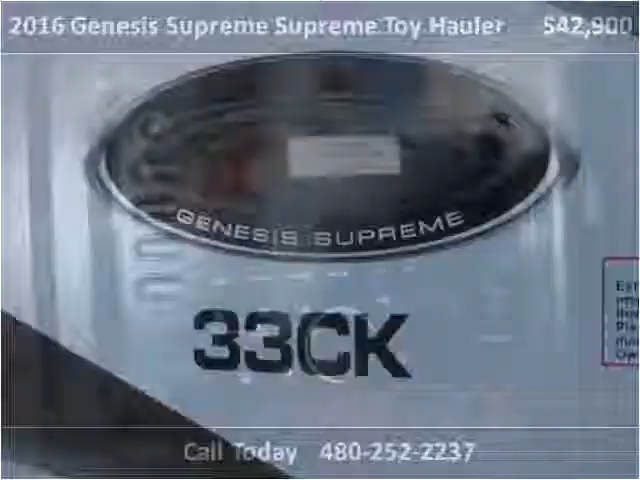 2016 Genesis Supreme Supreme Toy Hauler $42,900
GENESIS SUPREME
33CK
Call Today 480-252-2237